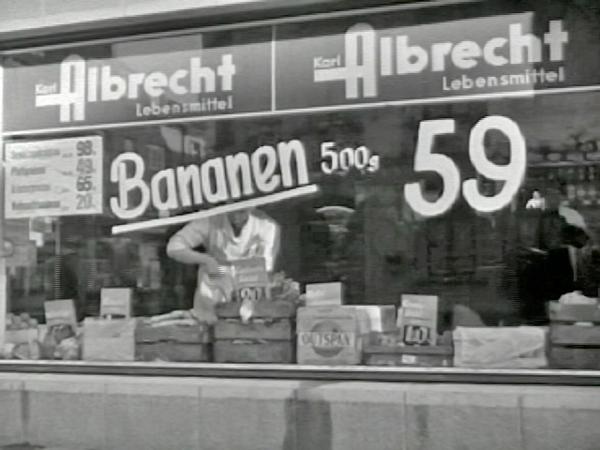 Karl Albrecht
Lebensmittel
Karl Albrecht
Lebensmittel
98.
49.
65.
20.
Bananen 500g 59
OUTSPAN